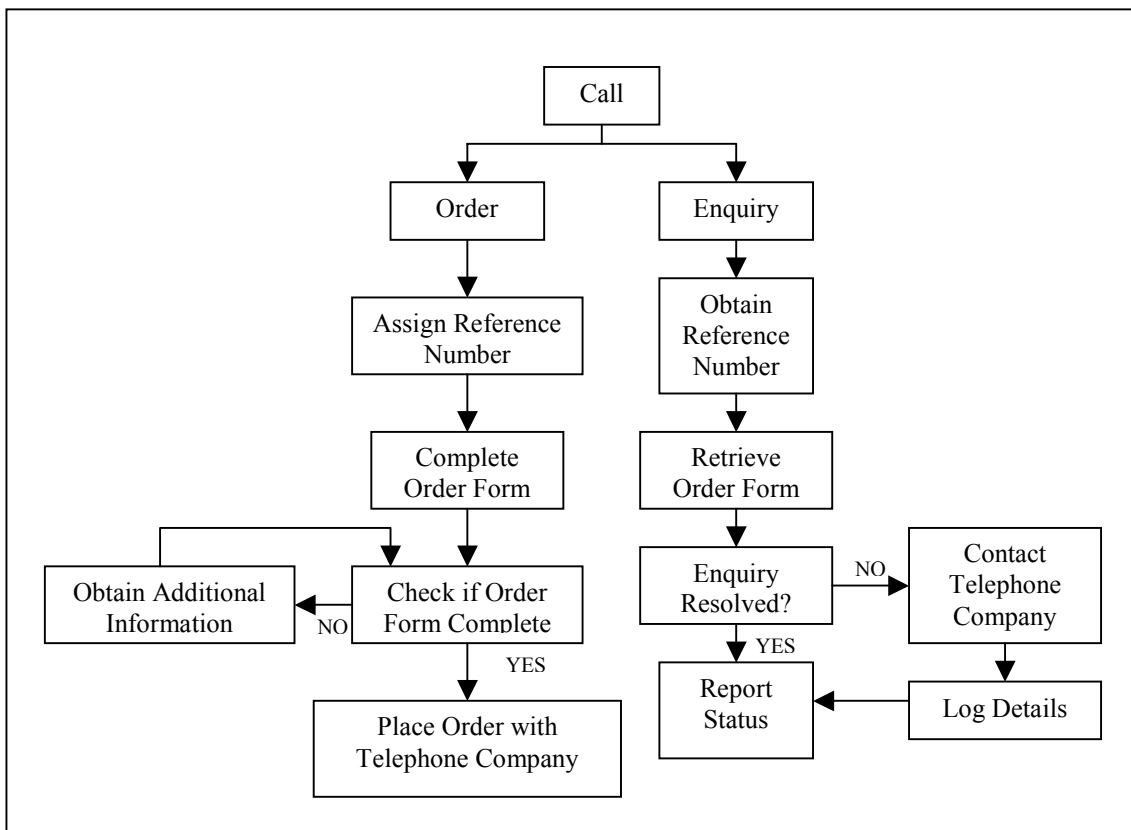 Call
Order
Enquiry
Assign Reference
Number
Obtain
Reference
Number
Complete
Order Form
Retrieve
Order Form
Obtain Additional
Information
NO
Check if Order
Form Complete
Enquiry
Resolved?
NO
Contact
Telephone
Company
YES
YES
Place Order with
Telephone Company
Report
Status
Log Details